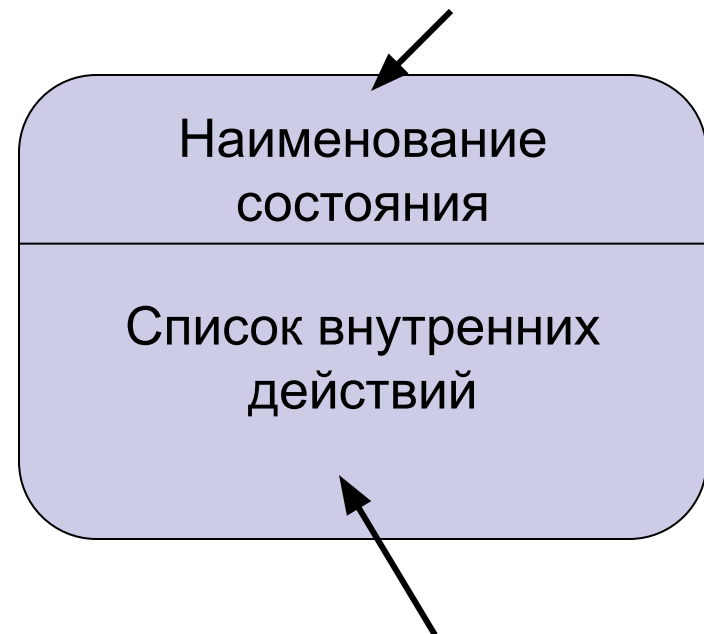 Наименование
состояния
Список внутренних
действий